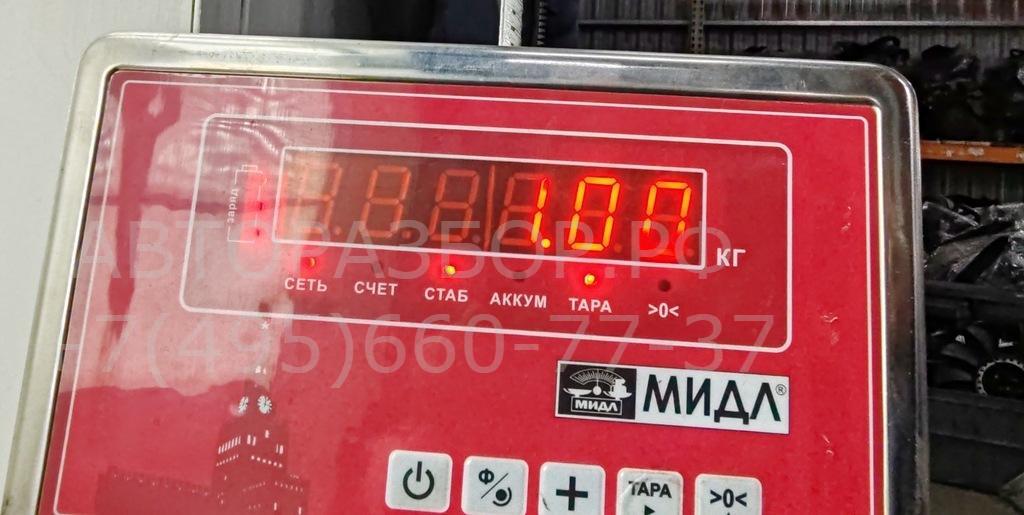 заряд
1.00
КГ
АВТОРАЗБОР.РФ
СЕТЬ СЧЕТ СТАБ АККУМ ТАРА >0<
+7(495)660-77-37
МИДЛ МИДЛ®
Ф
ТАРА >0<